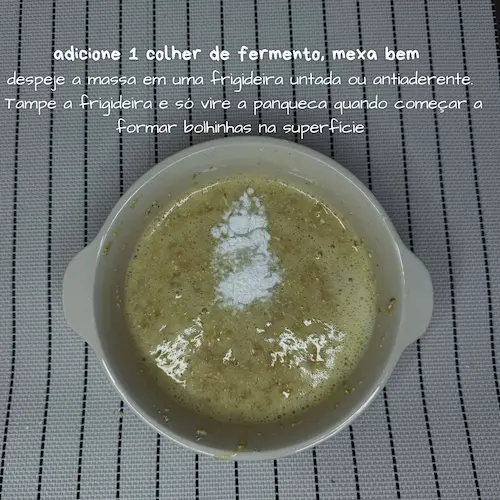 adicione 1 colher de fermento, mexa bem
despeje a massa em uma frigideira untada ou antiaderente.
Tampe a frigideira e só vire a panqueca quando começar a
formar bolhinhas na superfície